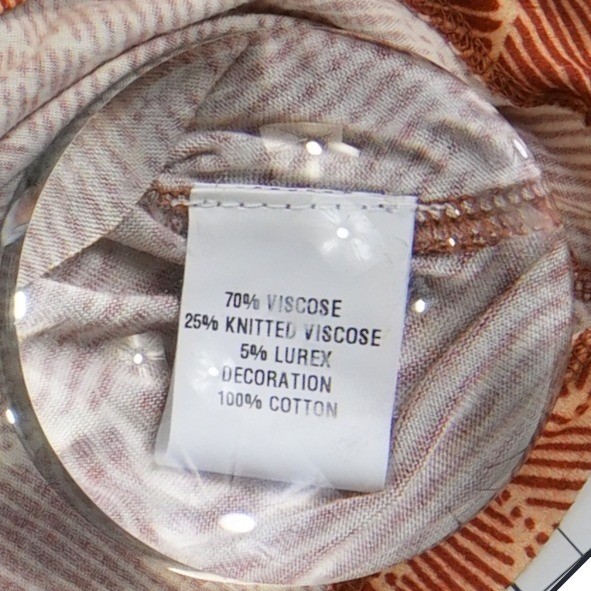 70% VISCOSE
25% KNITTED VISCOSE
5% LUREX
DECORATION
100% COTTON